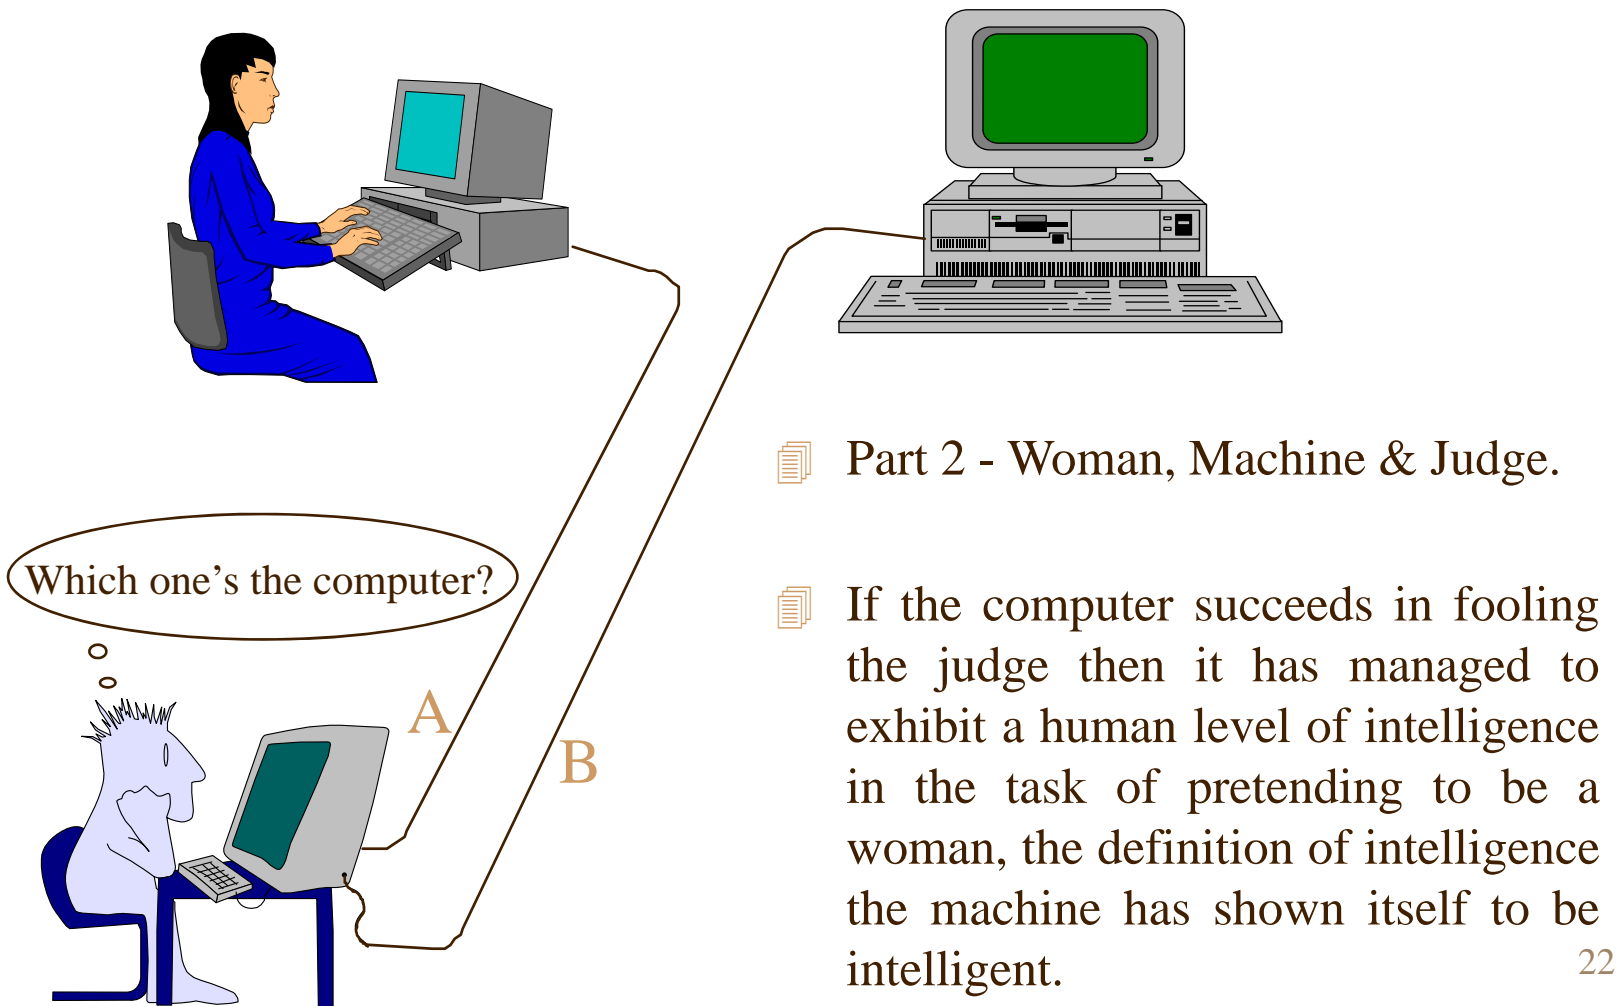 Part 2 - Woman, Machine & Judge.
Which one’s the computer?
A
B
If the computer succeeds in fooling
the judge then it has managed to
exhibit a human level of intelligence
in the task of pretending to be a
woman, the definition of intelligence
the machine has shown itself to be
intelligent.
22